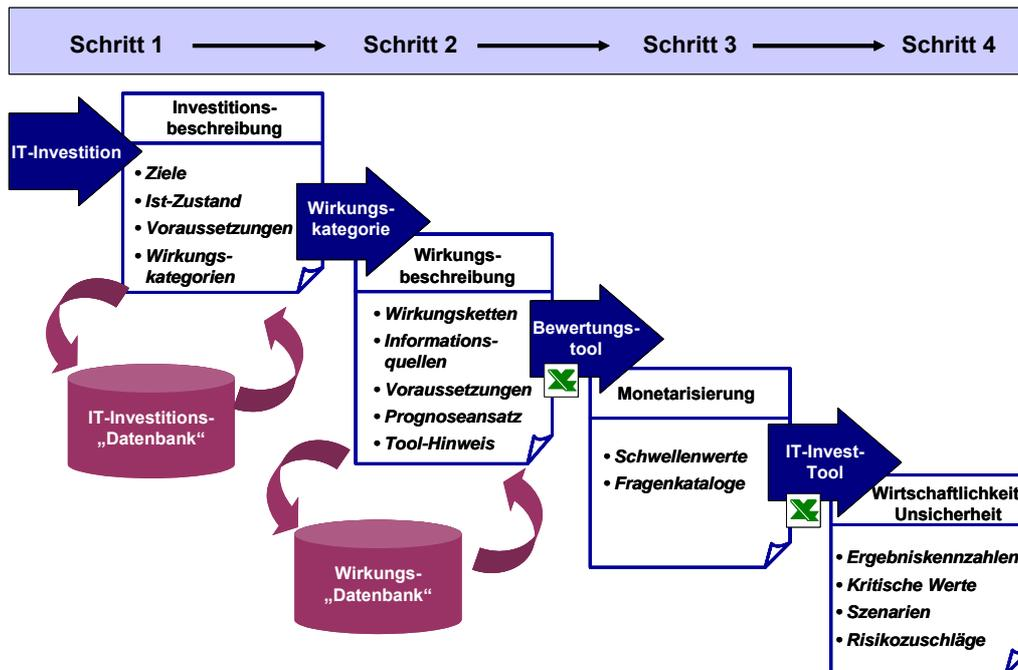 Schritt 1
Schritt 2
Schritt 3
Schritt 4
IT-Investition
Investitions-
beschreibung
• Ziele
• Ist-Zustand
• Voraussetzungen
• Wirkungs-
kategorien
IT-Investitions-
„Datenbank“
Wirkungs-
kategorie
Wirkungs-
beschreibung
• Wirkungsketten
• Informations-
quellen
• Voraussetzungen
• Prognoseansatz
• Tool-Hinweis
Wirkungs-
„Datenbank“
Bewertungs-
tool
Monetarisierung
• Schwellenwerte
• Fragenkataloge
IT-Invest-
Tool
Wirtschaftlichkeit
Unsicherheit
• Ergebniskennzahlen
• Kritische Werte
• Szenarien
• Risikozuschläge